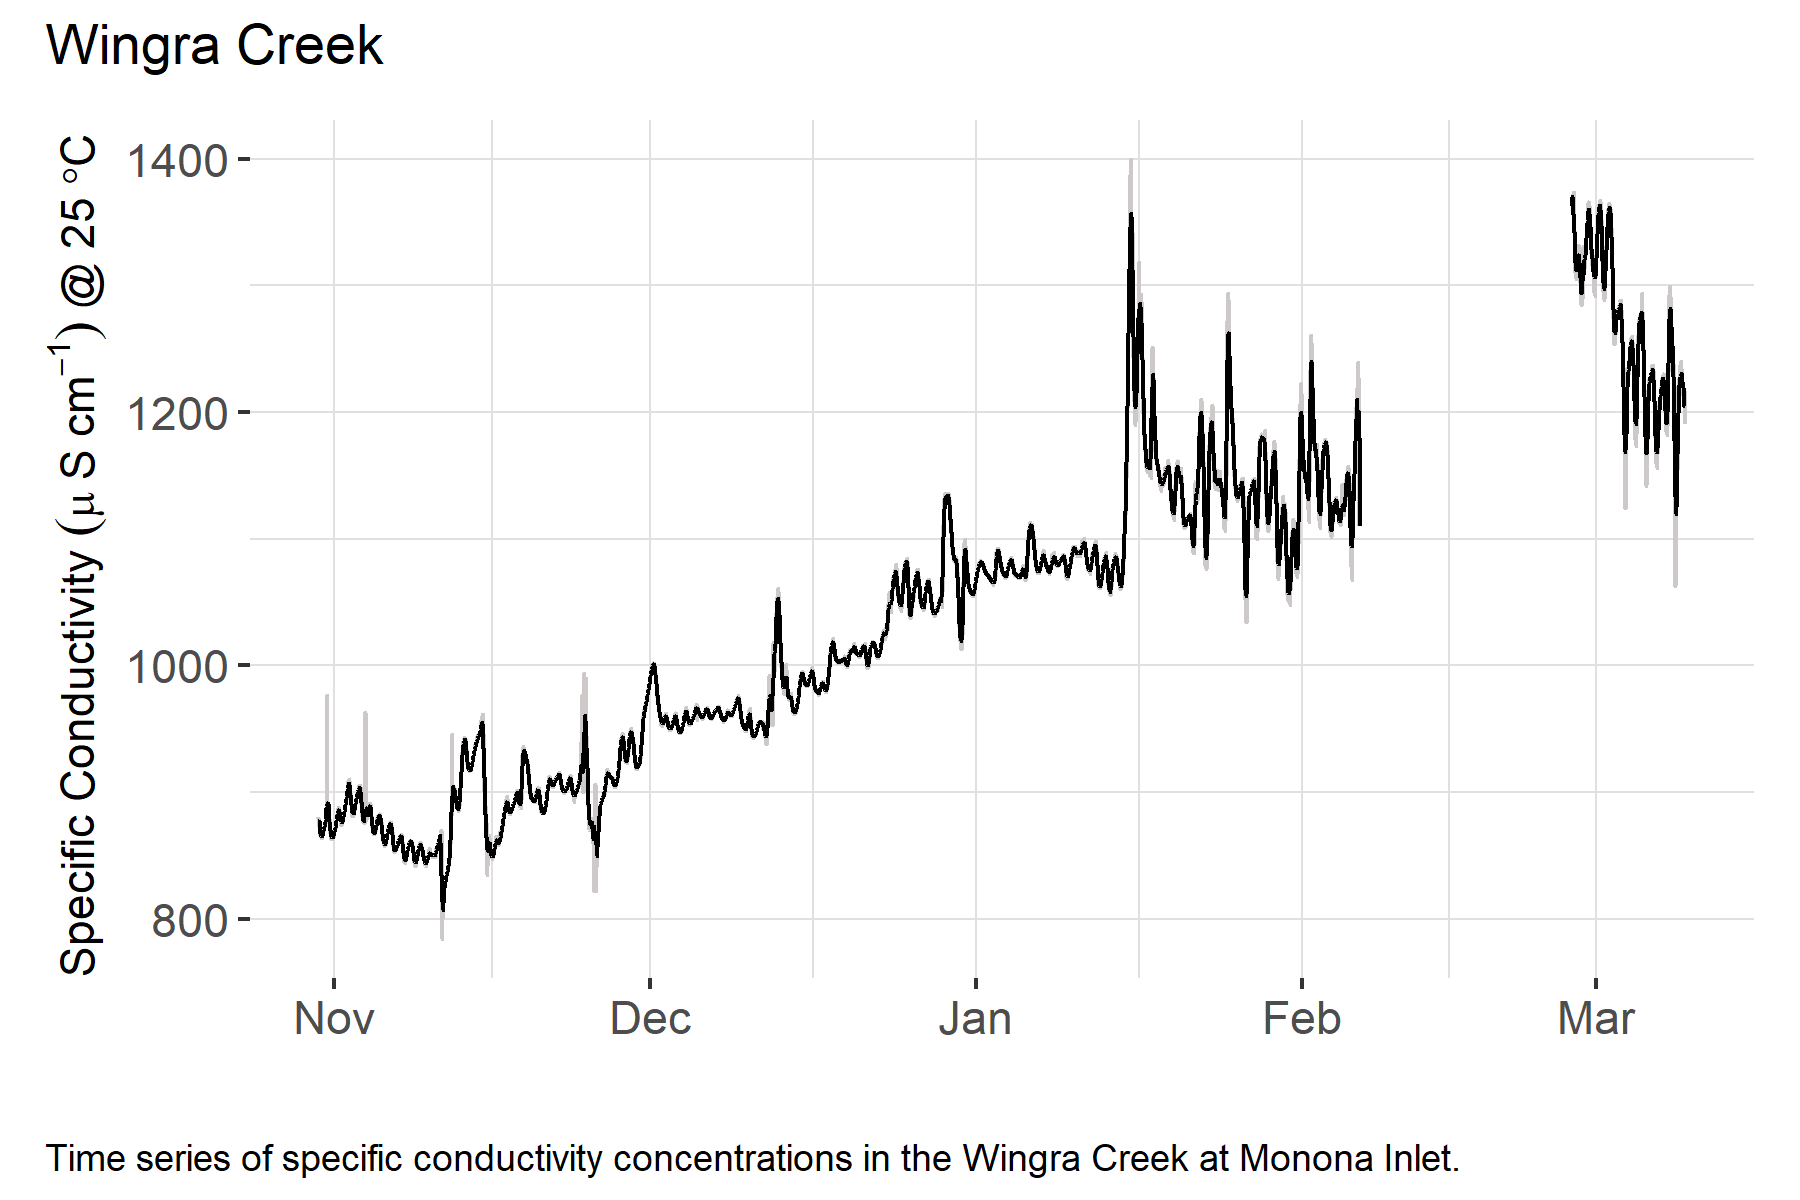 Wingra Creek
Specific Conductivity (μ S cm⁻¹) @ 25 °C
1400
1200
1000
800
Nov Dec Jan Feb Mar
Time series of specific conductivity concentrations in the Wingra Creek at Monona Inlet.